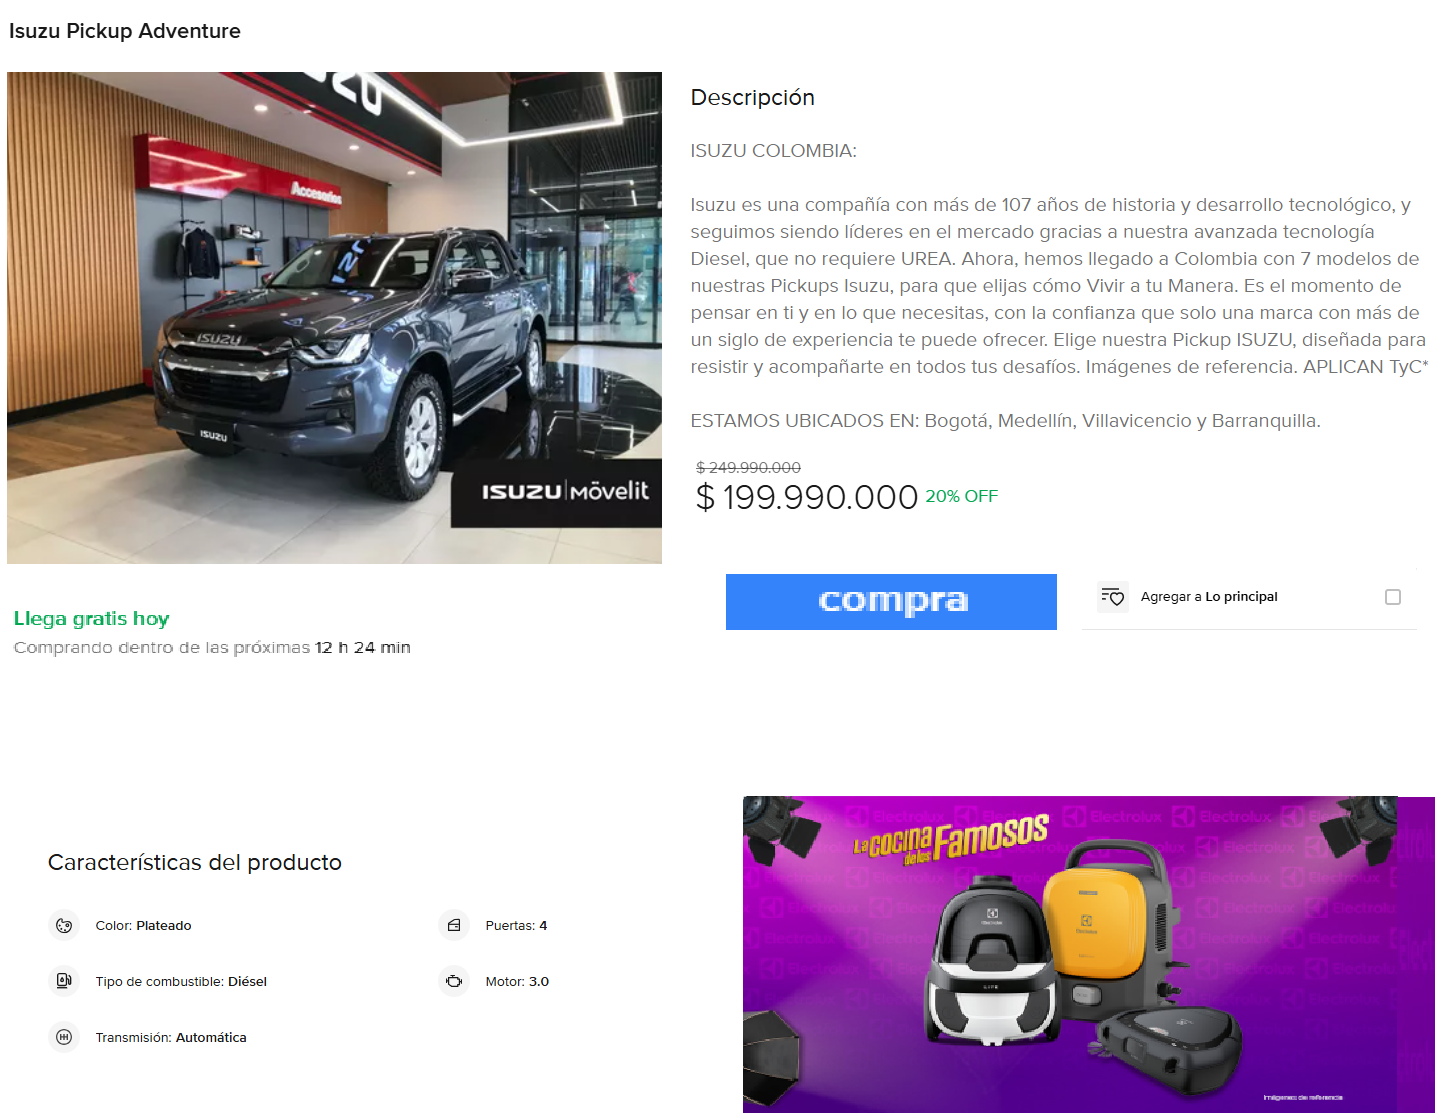 Isuzu Pickup Adventure
Accesorios
ISUZU
ISUZU
ISUZU|Mövelit
Descripción
ISUZU COLOMBIA:
Isuzu es una compañía con más de 107 años de historia y desarrollo tecnológico, y
seguimos siendo líderes en el mercado gracias a nuestra avanzada tecnología
Diesel, que no requiere UREA. Ahora, hemos llegado a Colombia con 7 modelos de
nuestras Pickups Isuzu, para que elijas cómo Vivir a tu Manera. Es el momento de
pensar en ti y en lo que necesitas, con la confianza que solo una marca con más de
un siglo de experiencia te puede ofrecer. Elige nuestra Pickup ISUZU, diseñada para
resistir y acompañarte en todos tus desafíos. Imágenes de referencia. APLICAN TyC*
ESTAMOS UBICADOS EN: Bogotá, Medellín, Villavicencio y Barranquilla.
$ 249.990.000
$ 199.990.000 20% OFF
compra
Agregar a Lo principal
Llega gratis hoy
Comprando dentro de las próximas 12 h 24 min
Características del producto
Color: Plateado
Puertas: 4
Tipo de combustible: Diésel
Motor: 3.0
Transmisión: Automática
La COCINA
de los Famosos
Electrolux
Electrolux
Electrolux
LITE
Imágenes de referencia